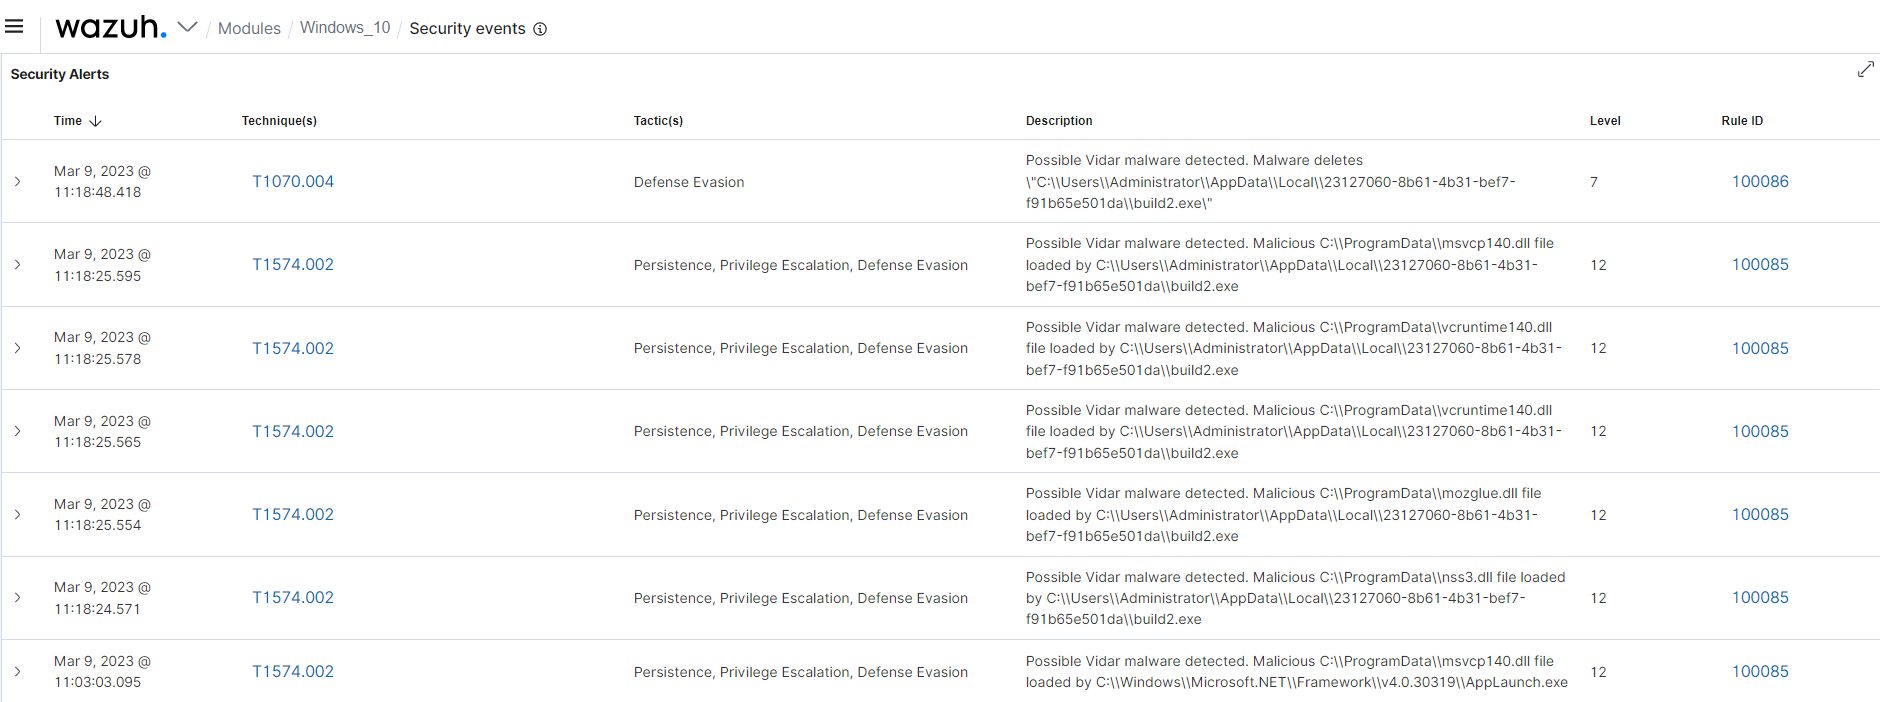 wazuh. / Modules / Windows_10 / Security events
Security Alerts
Time Technique(s) Tactic(s) Description Level Rule ID
Mar 9, 2023 @
11:18:48.418
T1070.004
Defense Evasion
Possible Vidar malware detected. Malware deletes
\"C:\\Users\\Administrator\\AppData\\Local\\23127060-8b61-4b31-bef7-
f91b65e501da\\build2.exe\"
7
100086
Mar 9, 2023 @
11:18:25.595
T1574.002
Persistence, Privilege Escalation, Defense Evasion
Possible Vidar malware detected. Malicious C:\\ProgramData\\msvcp140.dll file
loaded by C:\\Users\\Administrator\\AppData\\Local\\23127060-8b61-4b31-
bef7-f91b65e501da\\build2.exe
12
100085
Mar 9, 2023 @
11:18:25.578
T1574.002
Persistence, Privilege Escalation, Defense Evasion
Possible Vidar malware detected. Malicious C:\\ProgramData\\vcruntime140.dll
file loaded by C:\\Users\\Administrator\\AppData\\Local\\23127060-8b61-4b31-
bef7-f91b65e501da\\build2.exe
12
100085
Mar 9, 2023 @
11:18:25.565
T1574.002
Persistence, Privilege Escalation, Defense Evasion
Possible Vidar malware detected. Malicious C:\\ProgramData\\vcruntime140.dll
file loaded by C:\\Users\\Administrator\\AppData\\Local\\23127060-8b61-4b31-
bef7-f91b65e501da\\build2.exe
12
100085
Mar 9, 2023 @
11:18:25.554
T1574.002
Persistence, Privilege Escalation, Defense Evasion
Possible Vidar malware detected. Malicious C:\\ProgramData\\mozglue.dll file
loaded by C:\\Users\\Administrator\\AppData\\Local\\23127060-8b61-4b31-
bef7-f91b65e501da\\build2.exe
12
100085
Mar 9, 2023 @
11:18:24.571
T1574.002
Persistence, Privilege Escalation, Defense Evasion
Possible Vidar malware detected. Malicious C:\\ProgramData\\nss3.dll file loaded
by C:\\Users\\Administrator\\AppData\\Local\\23127060-8b61-4b31-bef7-
f91b65e501da\\build2.exe
12
100085
Mar 9, 2023 @
11:03:03.095
T1574.002
Persistence, Privilege Escalation, Defense Evasion
Possible Vidar malware detected. Malicious C:\\ProgramData\\msvcp140.dll file
loaded by C:\\Windows\\Microsoft.NET\\Framework\\v4.0.30319\\AppLaunch.exe
12
100085